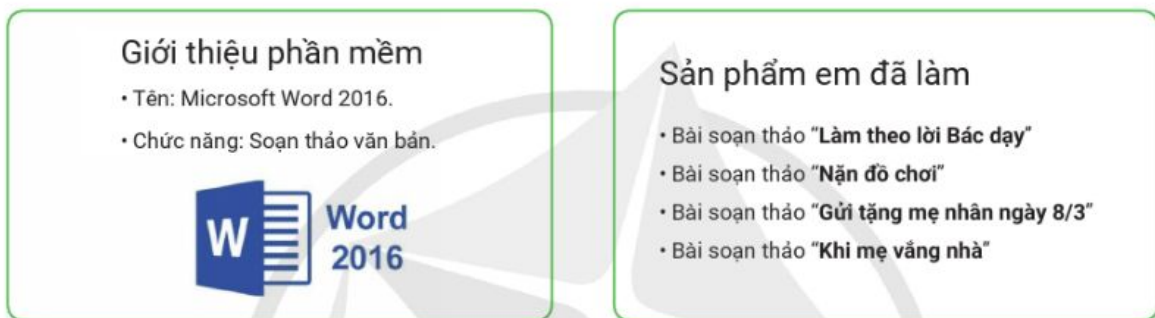 Giới thiệu phần mềm
• Tên: Microsoft Word 2016.
• Chức năng: Soạn thảo văn bản.
W
Word
2016
Sản phẩm em đã làm
• Bài soạn thảo “Làm theo lời Bác dạy”
• Bài soạn thảo “Nặn đồ chơi”
• Bài soạn thảo “Gửi tặng mẹ nhân ngày 8/3”
• Bài soạn thảo “Khi mẹ vắng nhà”